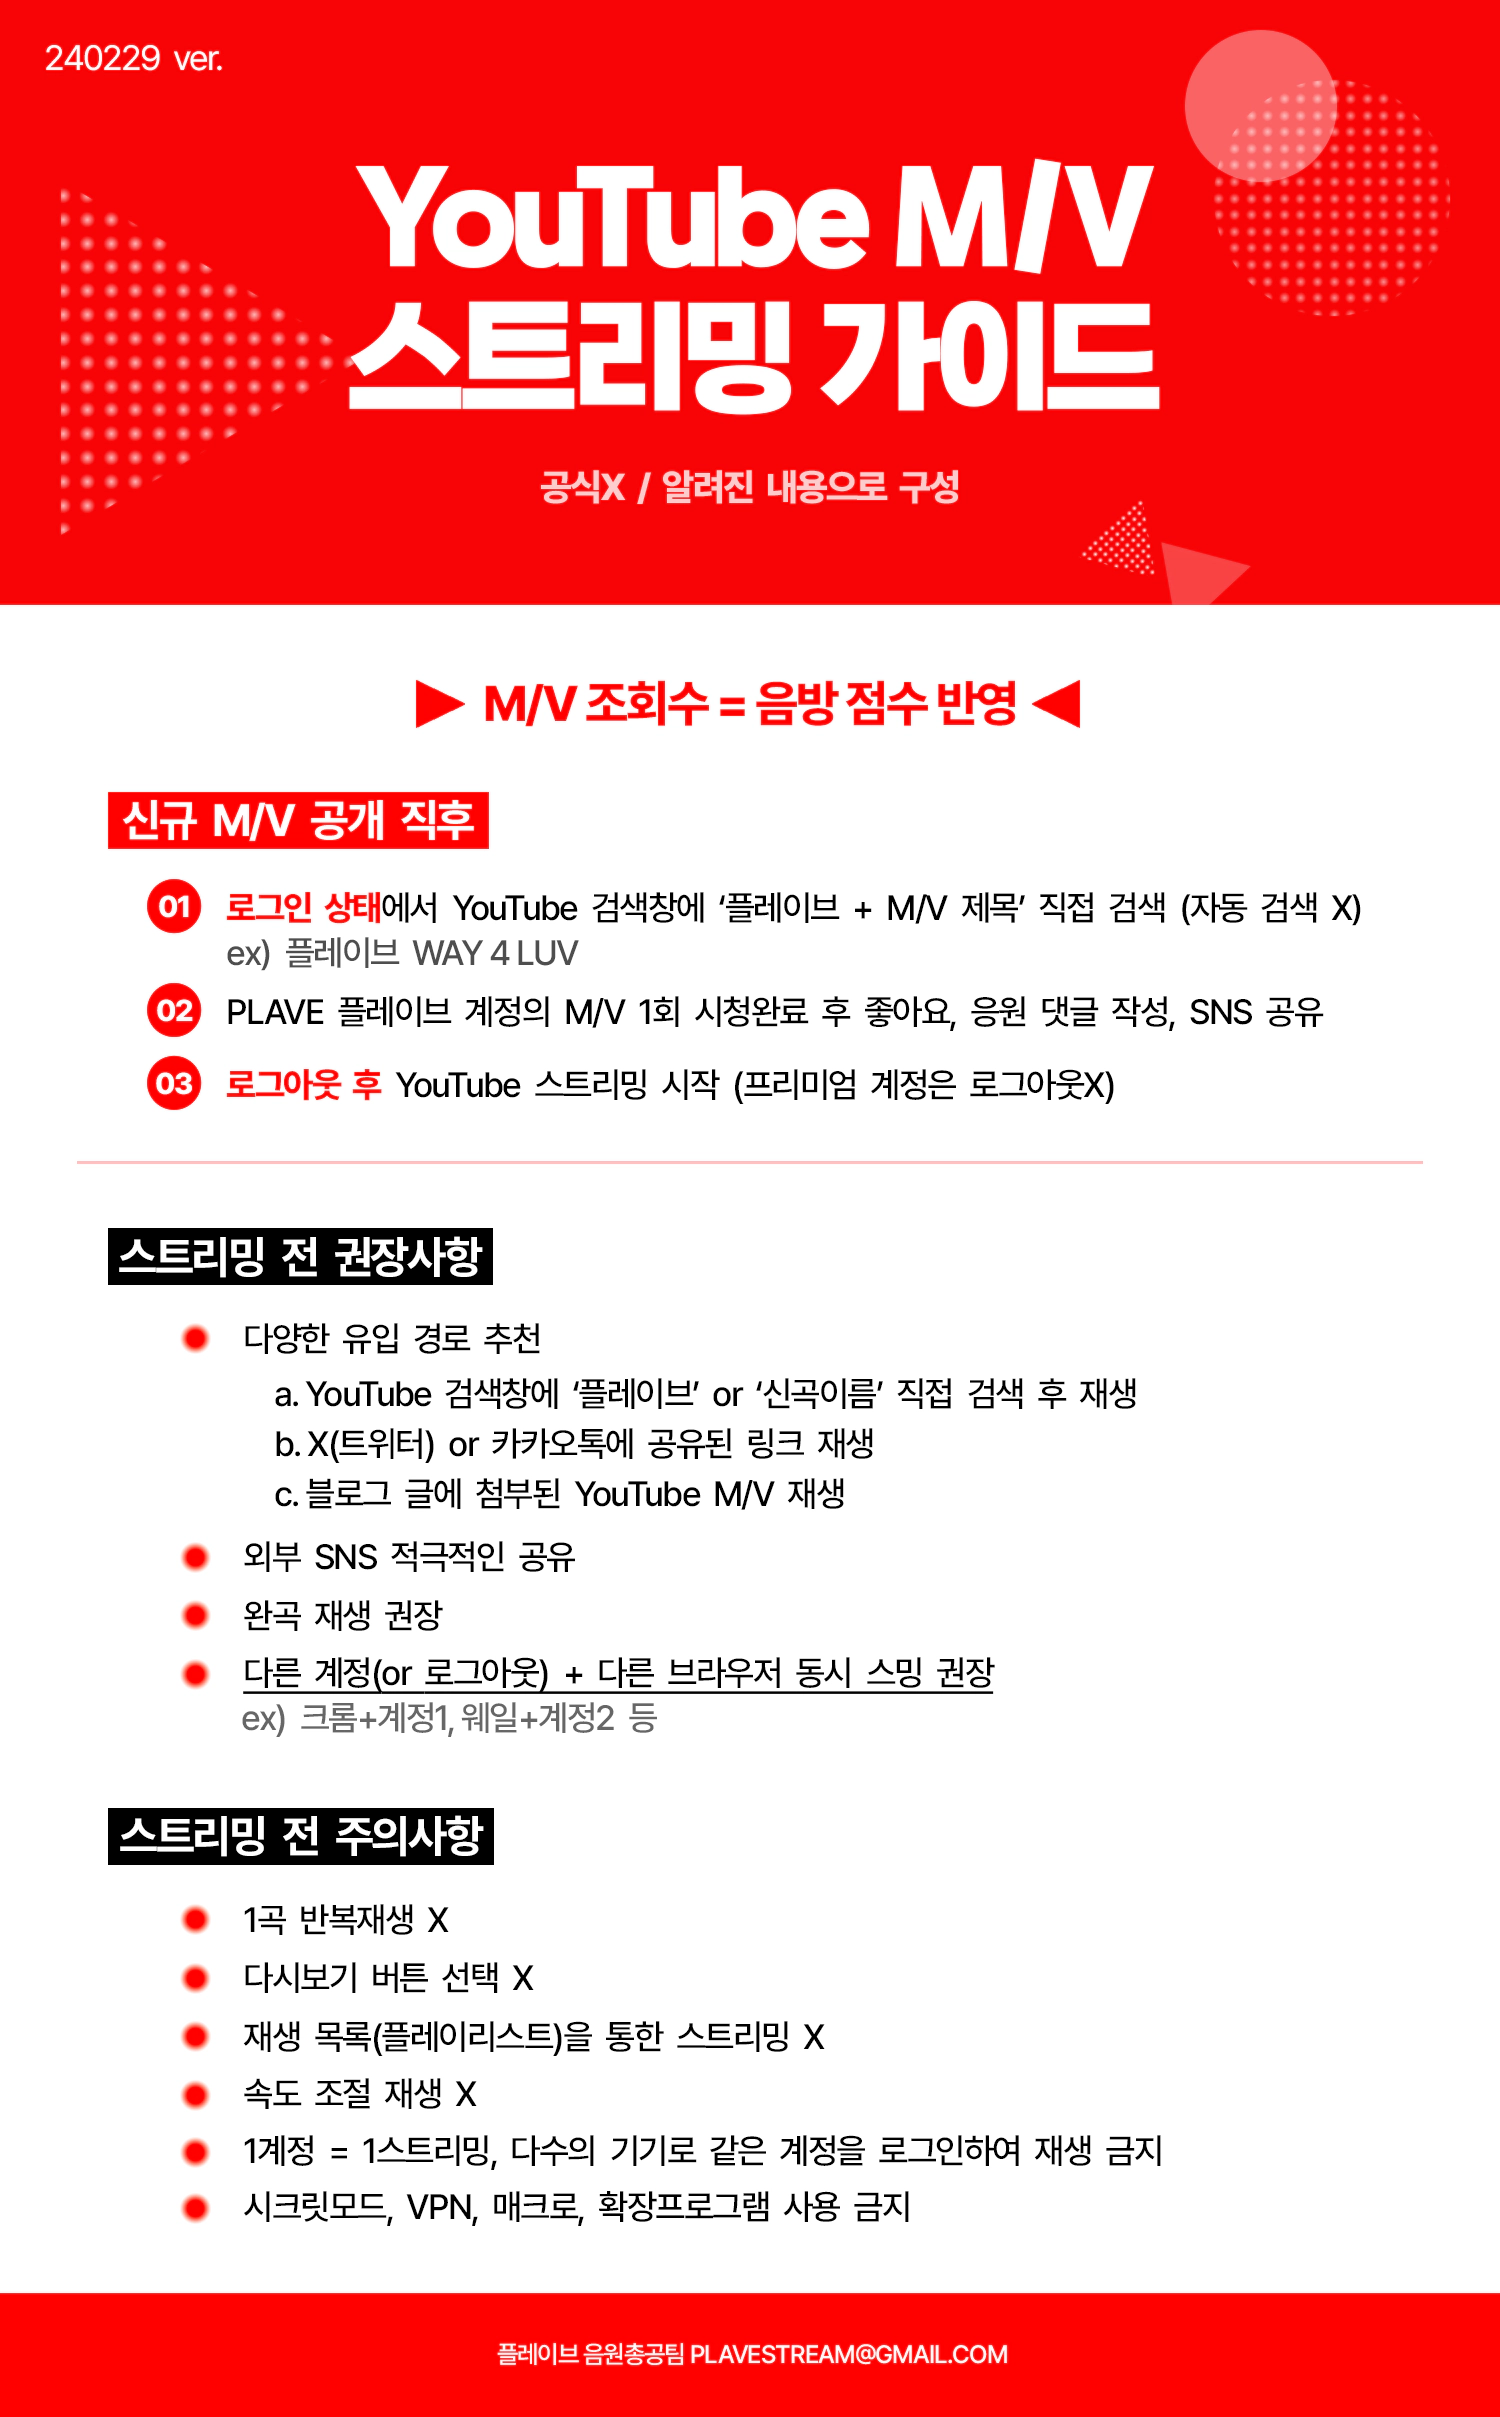 240229 ver.
YouTube M/V
스트리밍 가이드
공식X / 알려진 내용으로 구성
▶ M/V 조회수 = 음방 점수 반영 ◀
신규 M/V 공개 직후
01 로그인 상태에서 YouTube 검색창에 ‘플레이브 + M/V 제목’ 직접 검색 (자동 검색 X)
ex) 플레이브 WAY 4 LUV
02 PLAVE 플레이브 계정의 M/V 1회 시청완료 후 좋아요, 응원 댓글 작성, SNS 공유
03 로그아웃 후 YouTube 스트리밍 시작 (프리미엄 계정은 로그아웃X)
스트리밍 전 권장사항
다양한 유입 경로 추천
a. YouTube 검색창에 ‘플레이브’ or ‘신곡이름’ 직접 검색 후 재생
b. X(트위터) or 카카오톡에 공유된 링크 재생
c. 블로그 글에 첨부된 YouTube M/V 재생
외부 SNS 적극적인 공유
완곡 재생 권장
다른 계정(or 로그아웃) + 다른 브라우저 동시 스밍 권장
ex) 크롬+계정1, 웨일+계정2 등
스트리밍 전 주의사항
1곡 반복재생 X
다시보기 버튼 선택 X
재생 목록(플레이리스트)을 통한 스트리밍 X
속도 조절 재생 X
1계정 = 1스트리밍, 다수의 기기로 같은 계정을 로그인하여 재생 금지
시크릿모드, VPN, 매크로, 확장프로그램 사용 금지
플레이브 음원총공팀 PLAVESTREAM@GMAIL.COM